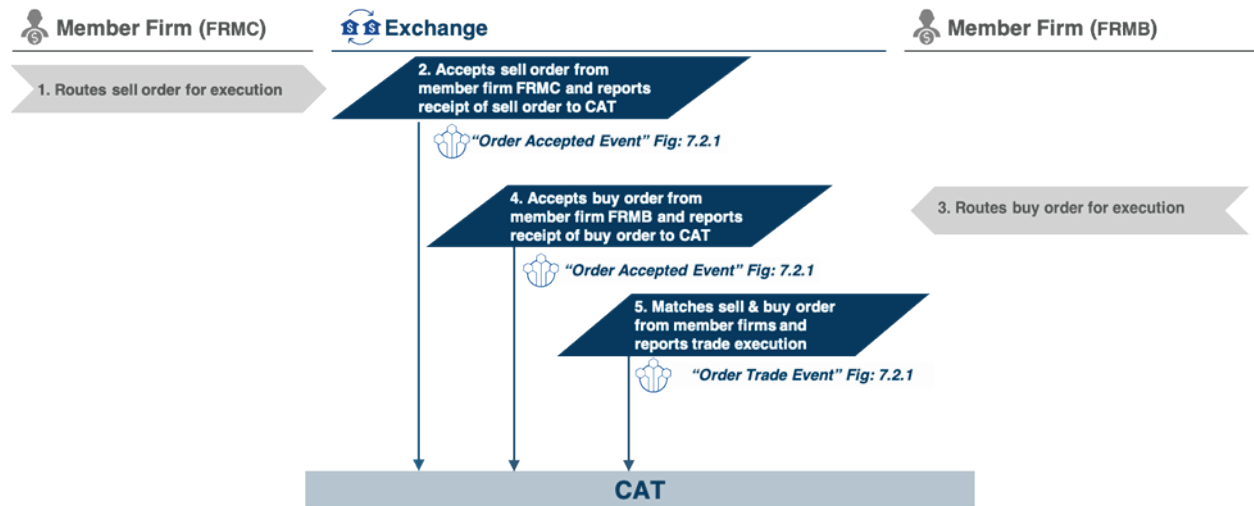 Member Firm (FRMC)
Exchange
Member Firm (FRMB)
1. Routes sell order for execution
2. Accepts sell order from
member firm FRMC and reports
receipt of sell order to CAT
"Order Accepted Event" Fig: 7.2.1
3. Routes buy order for execution
4. Accepts buy order from
member firm FRMB and reports
receipt of buy order to CAT
"Order Accepted Event" Fig: 7.2.1
5. Matches sell & buy order
from member firms and
reports trade execution
"Order Trade Event" Fig: 7.2.1
CAT